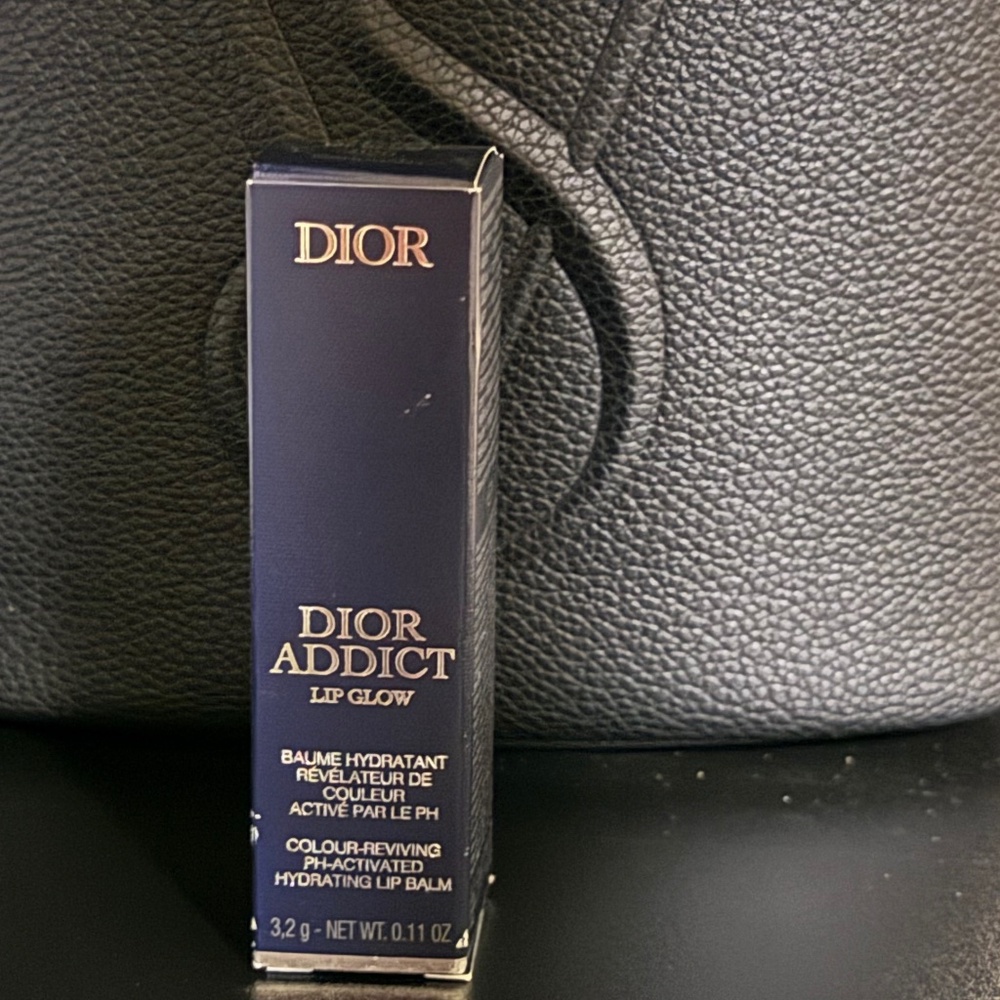 DIOR
DIOR
ADDICT
LIP GLOW
BAUME HYDRATANT
RÉVÉLATEUR DE
COULEUR
ACTIVÉ PAR LE PH
COLOUR-REVIVING
PH-ACTIVATED
HYDRATING LIP BALM
3,2 g - NET WT. 0.11 OZ